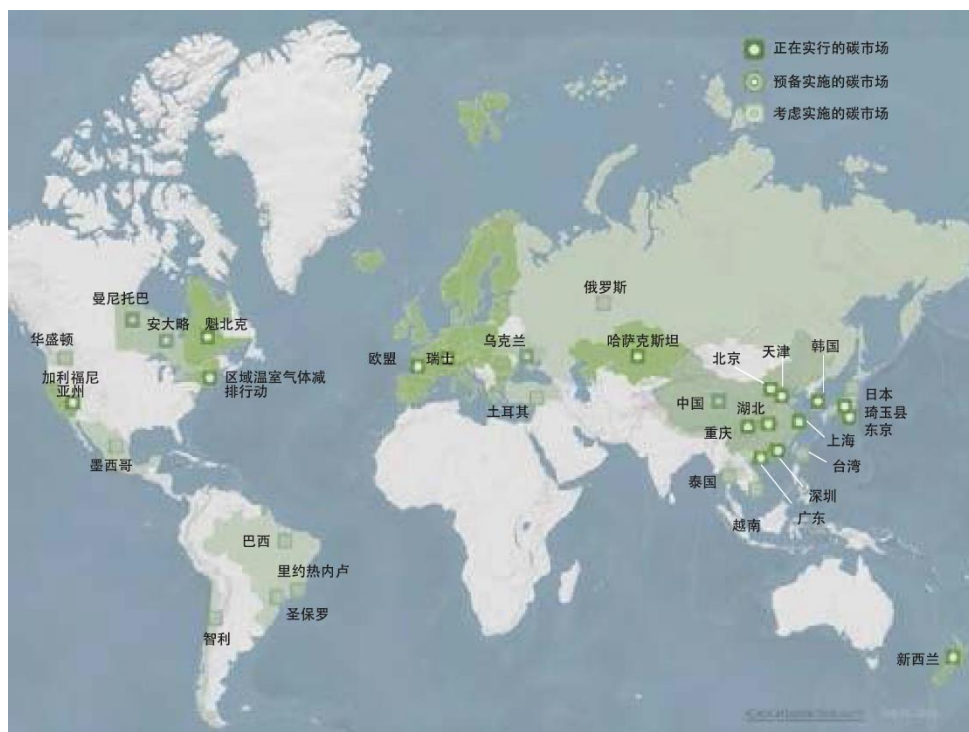 正在实行的碳市场
预备实施的碳市场
考虑实施的碳市场
俄罗斯
曼尼托巴
安大略
魁北克
华盛顿
加利福尼
亚州
区域温室气体减
排行动
墨西哥
欧盟
瑞士
乌克兰
土耳其
哈萨克斯坦
北京
天津
韩国
中国
湖北
重庆
日本
琦玉县
东京
上海
台湾
泰国
深圳
越南
广东
巴西
里约热内卢
圣保罗
智利
新西兰